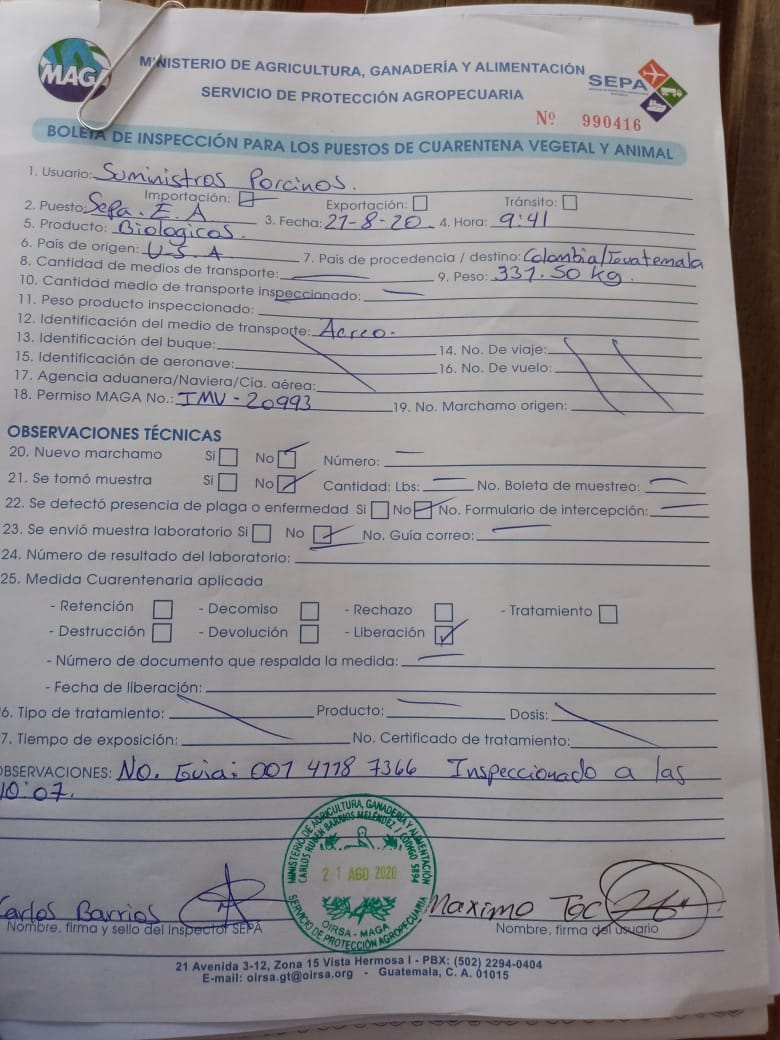 MAGA
MINISTERIO DE AGRICULTURA, GANADERÍA Y ALIMENTACIÓN
SEPA
SERVICIO DE PROTECCIÓN AGROPECUARIA
Nº 990416
BOLETA DE INSPECCIÓN PARA LOS PUESTOS DE CUARENTENA VEGETAL Y ANIMAL
1. Usuario: Suministros Porcinos.
Importación: Exportación: Tránsito:
2. Puesto: Sepa. E.A 3. Fecha: 21-8-20 4. Hora: 9:41
5. Producto: Biologicos.
6. País de origen: U.S.A 7. País de procedencia / destino: Colombia/Guatemala
8. Cantidad de medios de transporte: 9. Peso: 331.50 kg.
10. Cantidad medio de transporte inspeccionado:
11. Peso producto inspeccionado:
12. Identificación del medio de transporte: Aereo.
13. Identificación del buque: 14. No. De viaje:
15. Identificación de aeronave: 16. No. De vuelo:
17. Agencia aduanera/Naviera/Cía. aérea:
18. Permiso MAGA No.: IMV-20993 19. No. Marchamo origen:
OBSERVACIONES TÉCNICAS
20. Nuevo marchamo Si No Número:
21. Se tomó muestra Si No Cantidad: Lbs: No. Boleta de muestreo:
22. Se detectó presencia de plaga o enfermedad Si No No. Formulario de intercepción:
23. Se envió muestra laboratorio Si No No. Guía correo:
24. Número de resultado del laboratorio:
25. Medida Cuarentenaria aplicada
- Retención - Decomiso - Rechazo - Tratamiento
- Destrucción - Devolución - Liberación
- Número de documento que respalda la medida:
- Fecha de liberación:
6. Tipo de tratamiento: Producto: Dosis:
7. Tiempo de exposición: No. Certificado de tratamiento:
OBSERVACIONES: No. Guia: 001 4118 7366 Inspeccionado a las
10:07.
MINISTERIO DE AGRICULTURA, GANADERÍA Y ALIMENTACIÓN
CARLOS RUBEN BARRIOS MELÉNDEZ / CODIGO 5894
21 AGO 2020
OIRSA - MAGA
SERVICIO DE PROTECCIÓN AGROPECUARIA
Carlos Barrios Maximo Toc
Nombre, firma y sello del Inspector SEPA Nombre, firma del usuario
21 Avenida 3-12, Zona 15 Vista Hermosa I - PBX: (502) 2294-0404
E-mail: oirsa.gt@oirsa.org - Guatemala, C. A. 01015